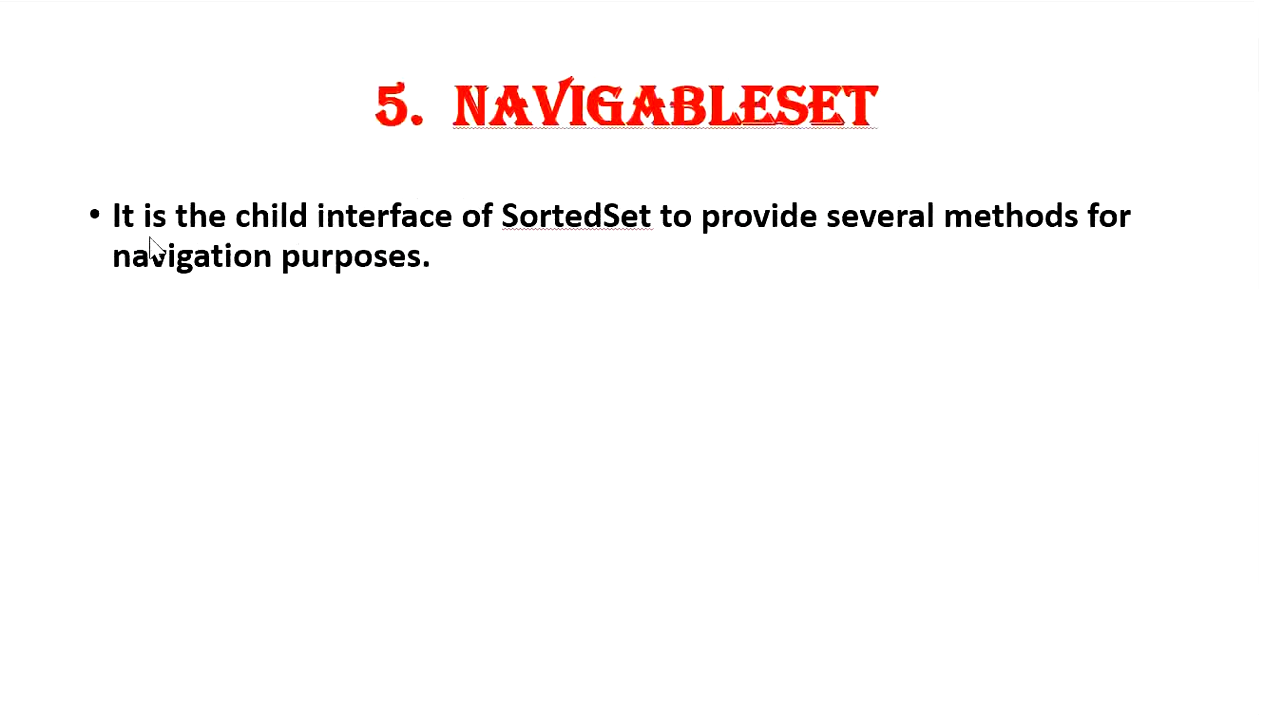 5. NAVIGABLESET
• It is the child interface of SortedSet to provide several methods for
navigation purposes.